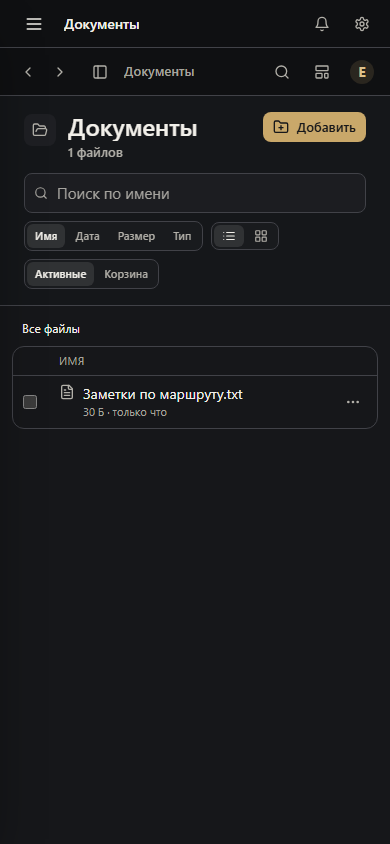 Документы
Документы
E
Документы
Добавить
1 файлов
Поиск по имени
Имя Дата Размер Тип
Активные Корзина
Все файлы
ИМЯ
Заметки по маршруту.txt
30 Б · только что